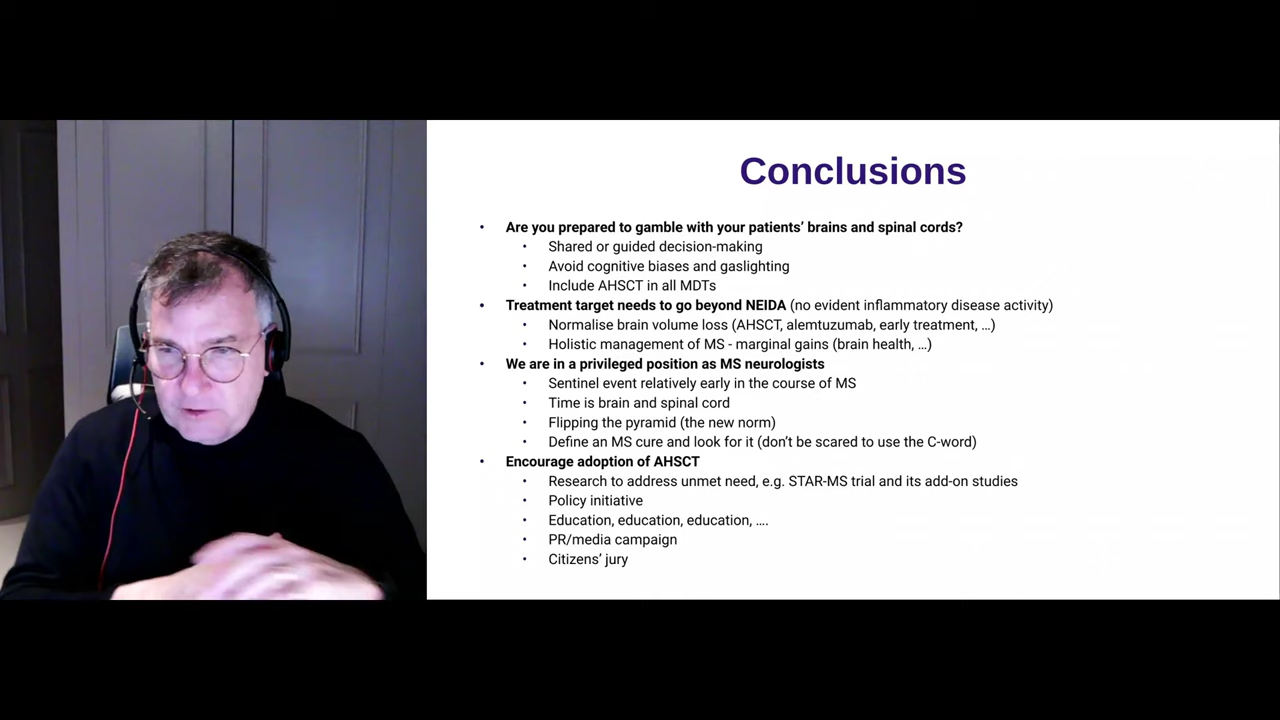 Conclusions
• Are you prepared to gamble with your patients’ brains and spinal cords?
• Shared or guided decision-making
• Avoid cognitive biases and gaslighting
• Include AHSCT in all MDTs
• Treatment target needs to go beyond NEIDA (no evident inflammatory disease activity)
• Normalise brain volume loss (AHSCT, alemtuzumab, early treatment, …)
• Holistic management of MS - marginal gains (brain health, …)
• We are in a privileged position as MS neurologists
• Sentinel event relatively early in the course of MS
• Time is brain and spinal cord
• Flipping the pyramid (the new norm)
• Define an MS cure and look for it (don’t be scared to use the C-word)
• Encourage adoption of AHSCT
• Research to address unmet need, e.g. STAR-MS trial and its add-on studies
• Policy initiative
• Education, education, education, ….
• PR/media campaign
• Citizens’ jury